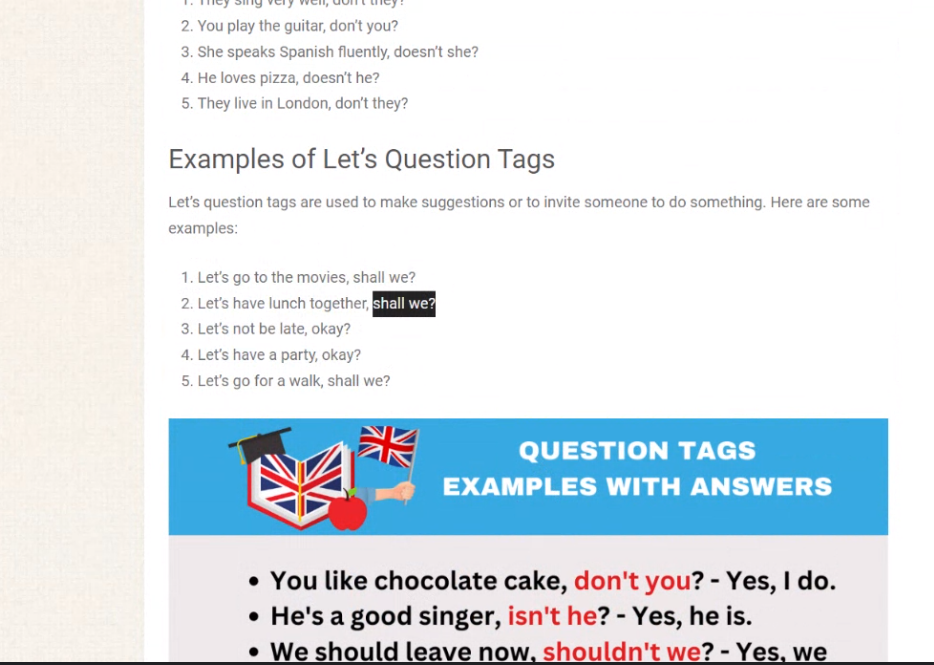 1. They sing very well, don't they?
2. You play the guitar, don't you?
3. She speaks Spanish fluently, doesn't she?
4. He loves pizza, doesn't he?
5. They live in London, don't they?
Examples of Let's Question Tags
Let's question tags are used to make suggestions or to invite someone to do something. Here are some
examples:
1. Let's go to the movies, shall we?
2. Let's have lunch together, shall we?
3. Let's not be late, okay?
4. Let's have a party, okay?
5. Let's go for a walk, shall we?
QUESTION TAGS
EXAMPLES WITH ANSWERS
• You like chocolate cake, don't you? - Yes, I do.
• He's a good singer, isn't he? - Yes, he is.
• We should leave now, shouldn't we? - Yes, we